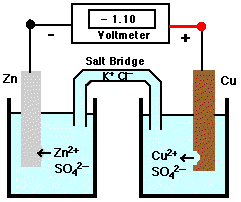 - 1.10
Voltmeter
-
+
Salt Bridge
K⁺ Cl⁻
Zn
Cu
Zn²⁺
SO₄²⁻
Cu²⁺
SO₄²⁻